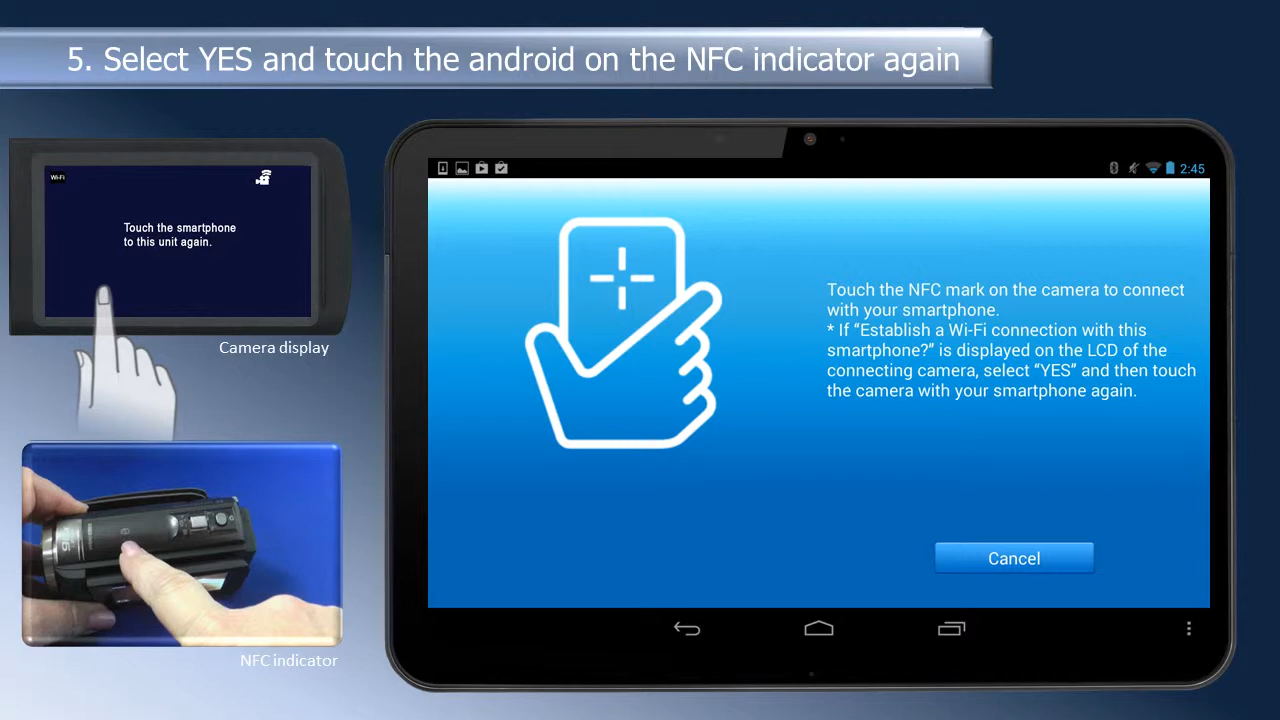 5. Select YES and touch the android on the NFC indicator again
Wi-Fi
Touch the smartphone
to this unit again.
Camera display
NFC indicator
2:45
Touch the NFC mark on the camera to connect
with your smartphone.
* If “Establish a Wi-Fi connection with this
smartphone?” is displayed on the LCD of the
connecting camera, select “YES” and then touch
the camera with your smartphone again.
Cancel